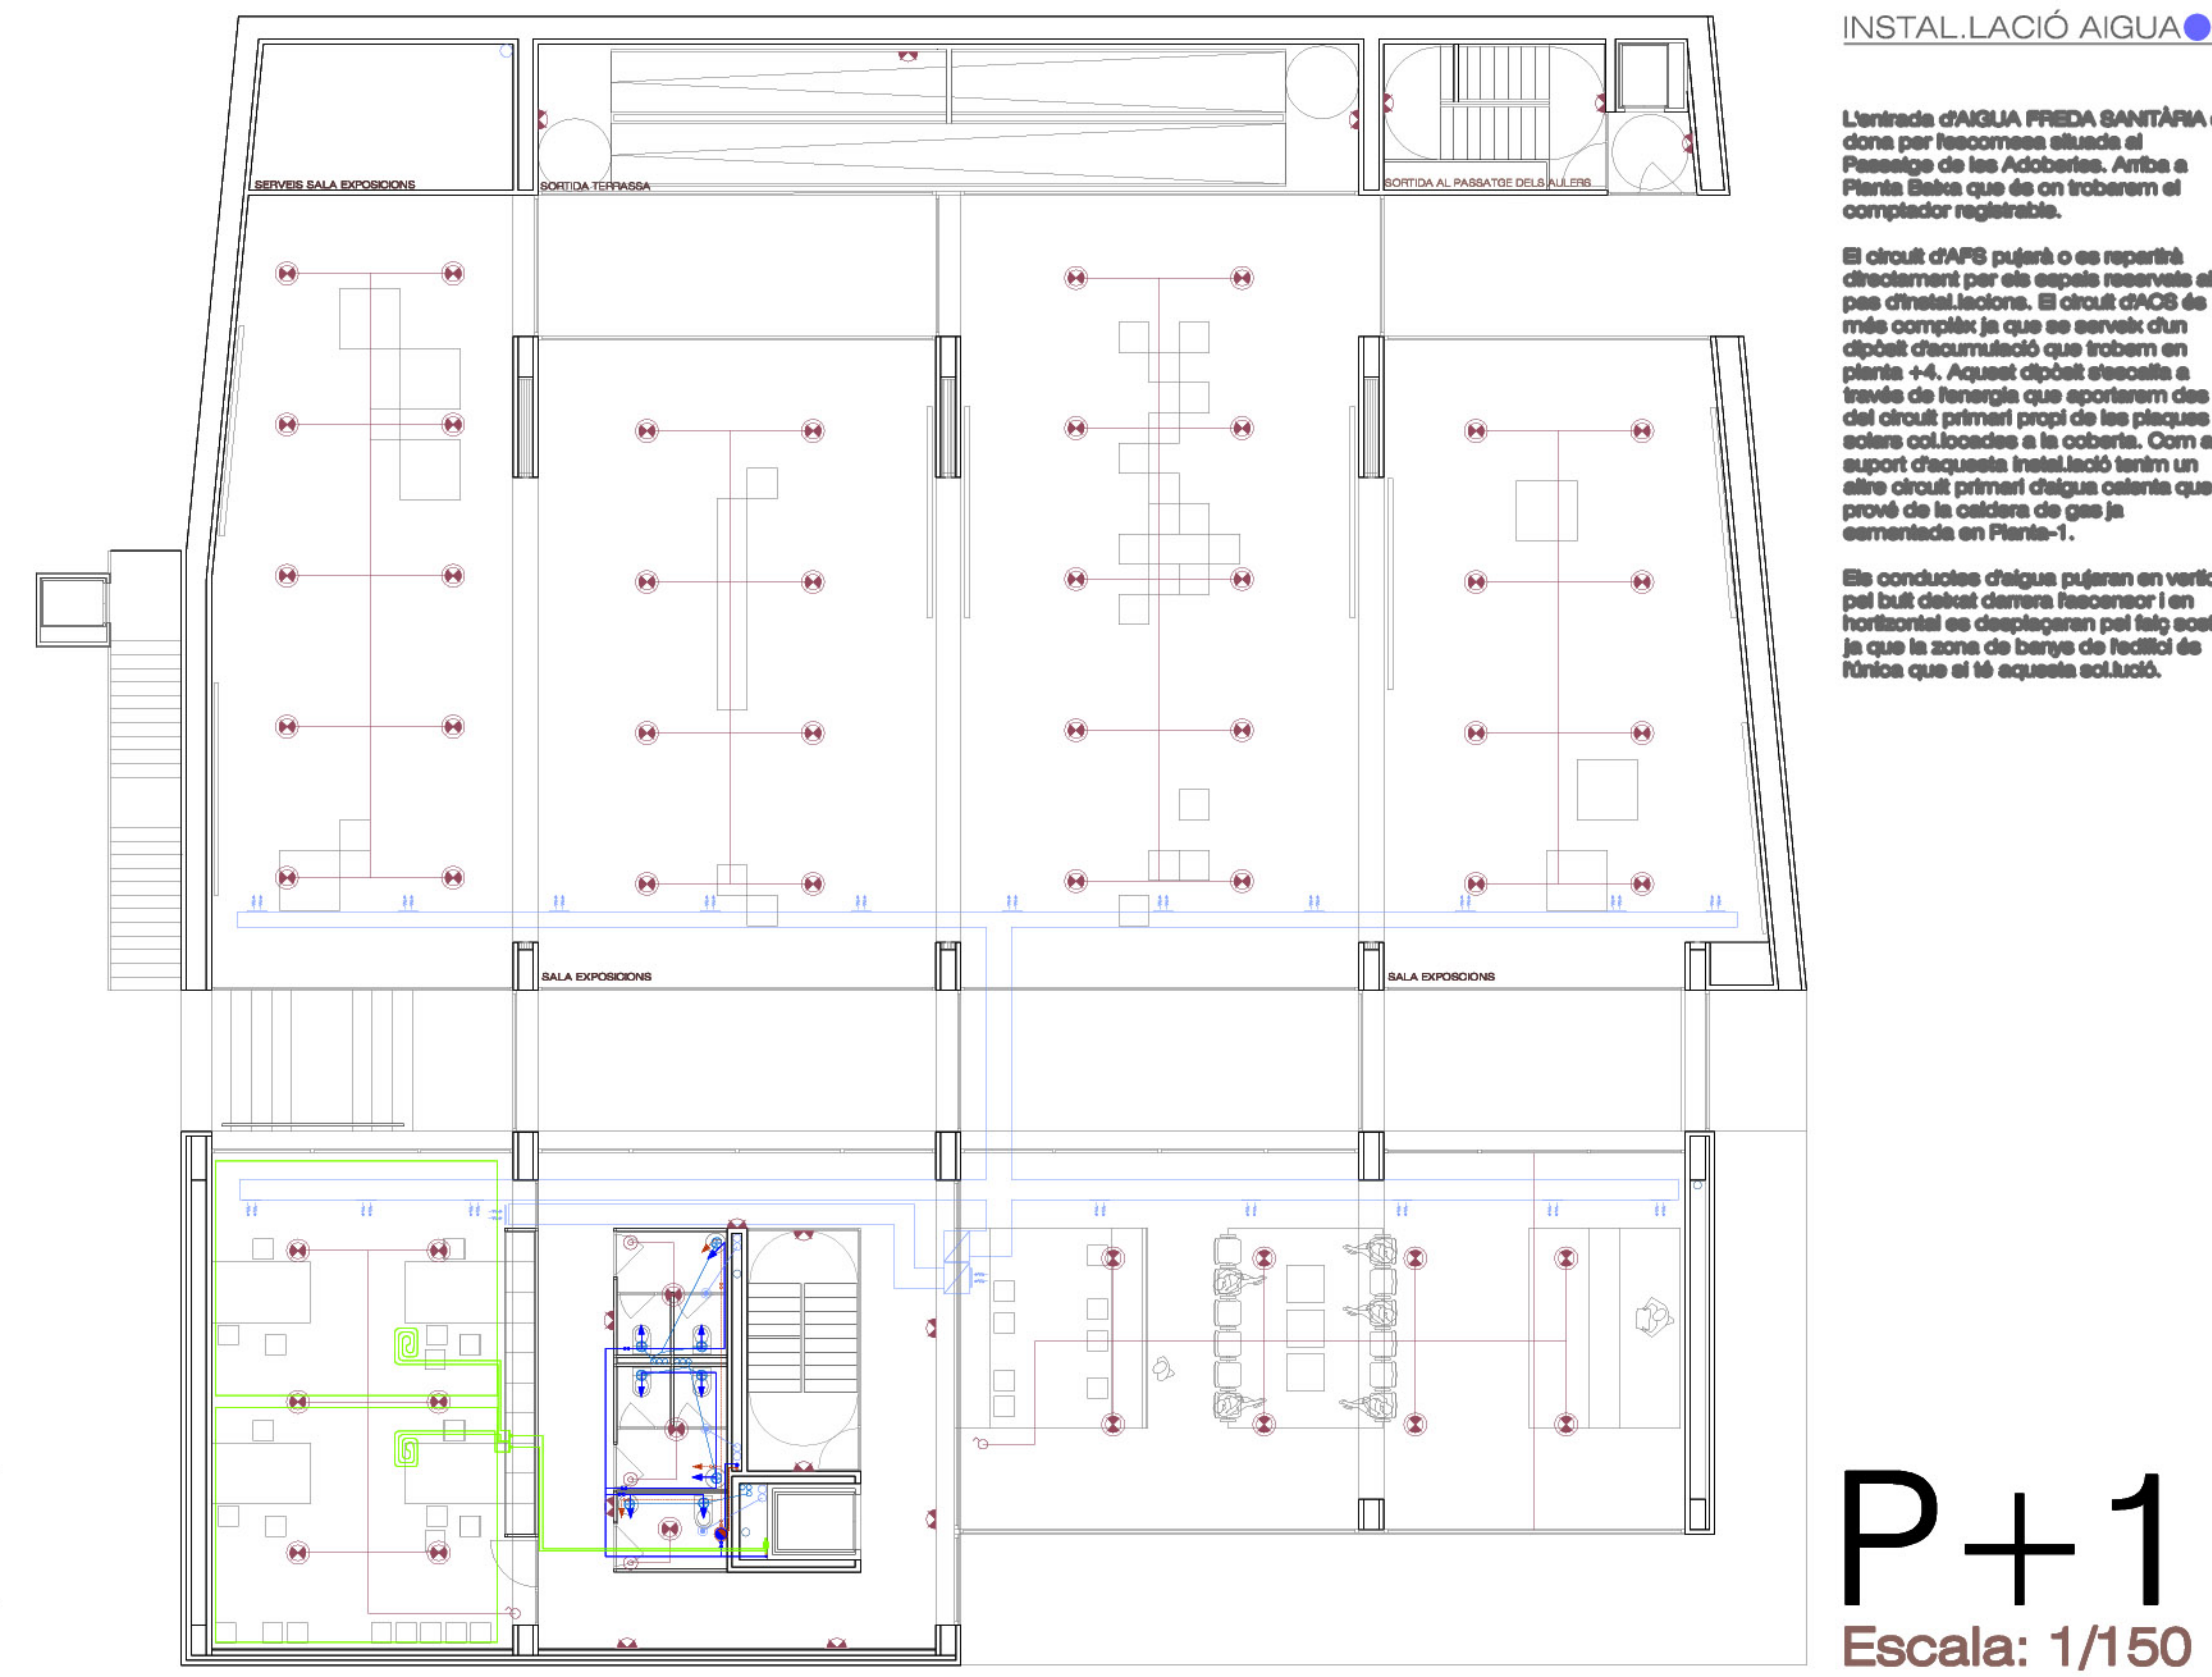 INSTAL.LACIÓ AIGUA
L'entrada d'AIGUA FREDA SANITÀRIA
dona per l'escomesa situada al
Passatge de les Adoberies. Arriba a
Planta Baixa que és on trobarem el
comptador registrable.
El circuit d'AFS pujarà o es repartirà
directament per els espais reservats al
pas d'instal.lacions. El circuit d'ACS és
més complèx ja que se serveix d'un
dipòsit d'acumulació que trobem en
planta +4. Aquest dipòsit s'escalfa a
través de l'energia que aportarem des
del circuit primari propi de les plaques
solars col.locades a la coberta. Com a
suport d'aquesta instal.lació tenim un
altre circuit primari d'aigua calenta que
prové de la caldera de gas ja
esmentada en Planta-1.
Els conductes d'aigua pujaran en
pel buit deixat darrera l'ascensor i en
horitzontal es desplaçaran pel falç
ja que la zona de banys de l'edifici és
l'única que si té aquesta sol.lució.
SERVEIS SALA EXPOSICIONS
SORTIDA TERRASSA
SORTIDA AL PASSATGE DELS AULERS
SALA EXPOSICIONS
SALA EXPOSCIONS
P+1
Escala: 1/150